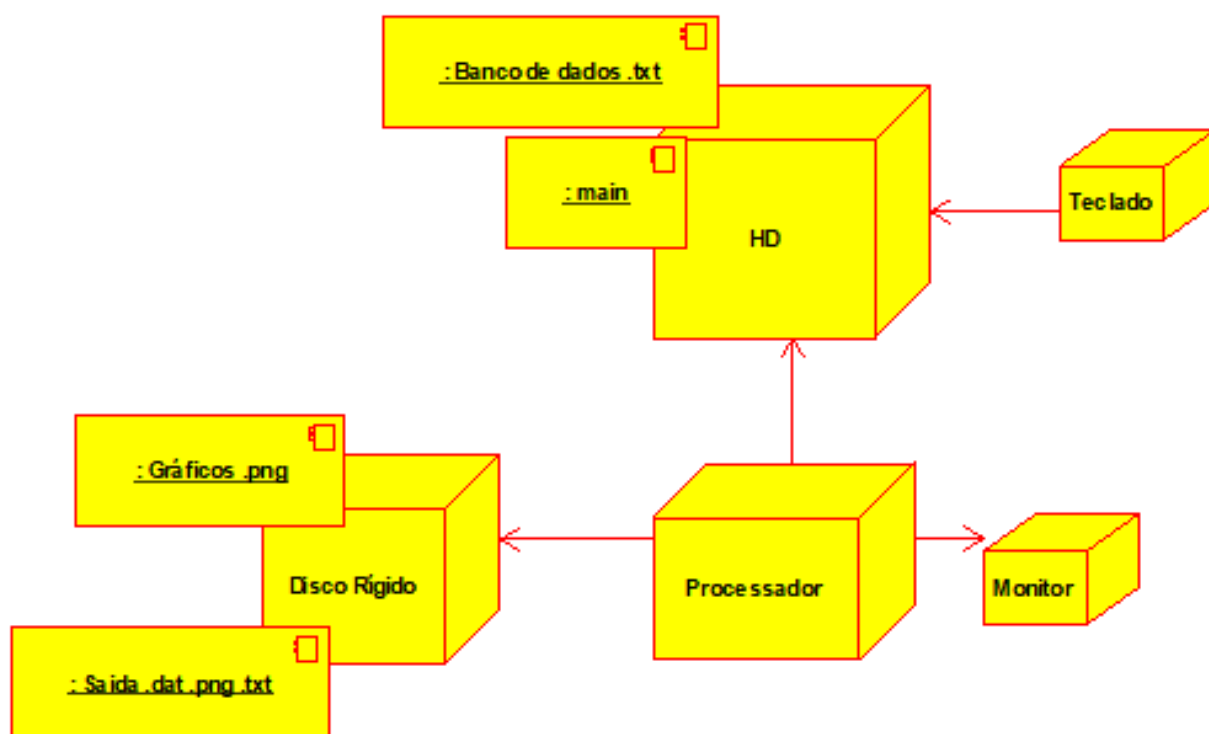 : Banco de dados .txt
: main
Teclado
HD
: Gráficos .png
Disco Rígido
Processador
Monitor
: Saida .dat .png .txt